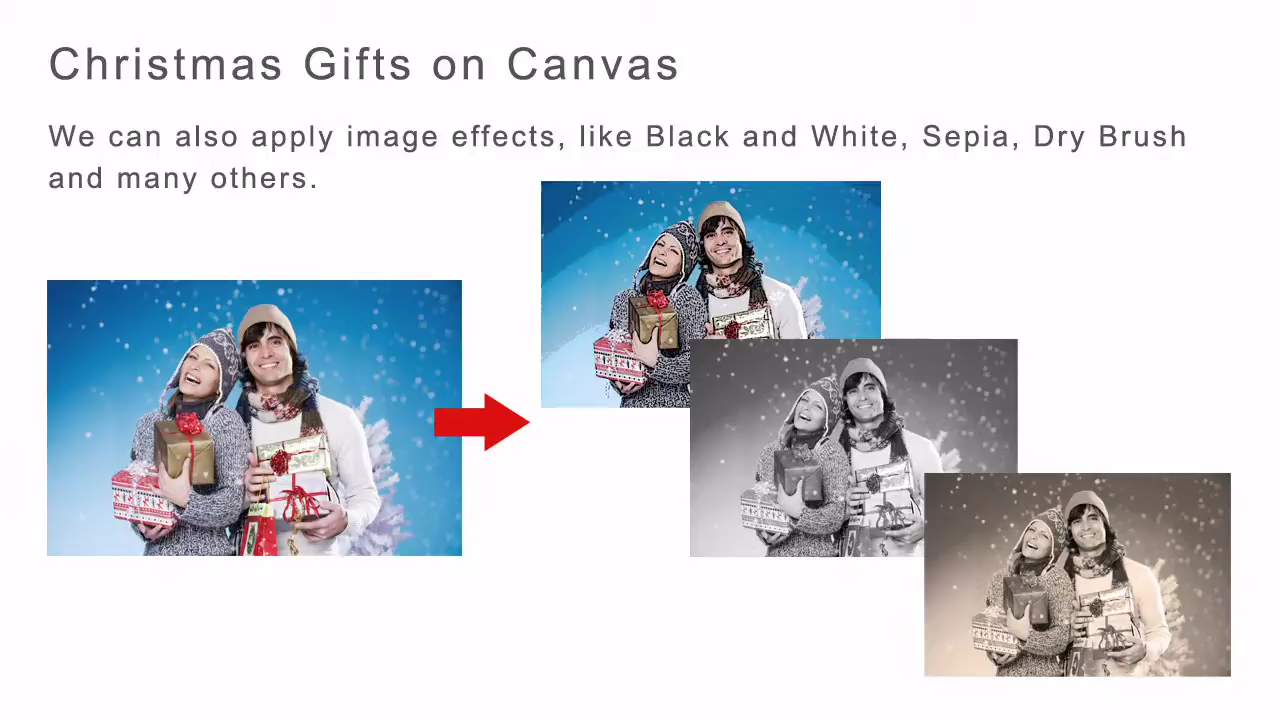 Christmas Gifts on Canvas
We can also apply image effects, like Black and White, Sepia, Dry Brush
and many others.